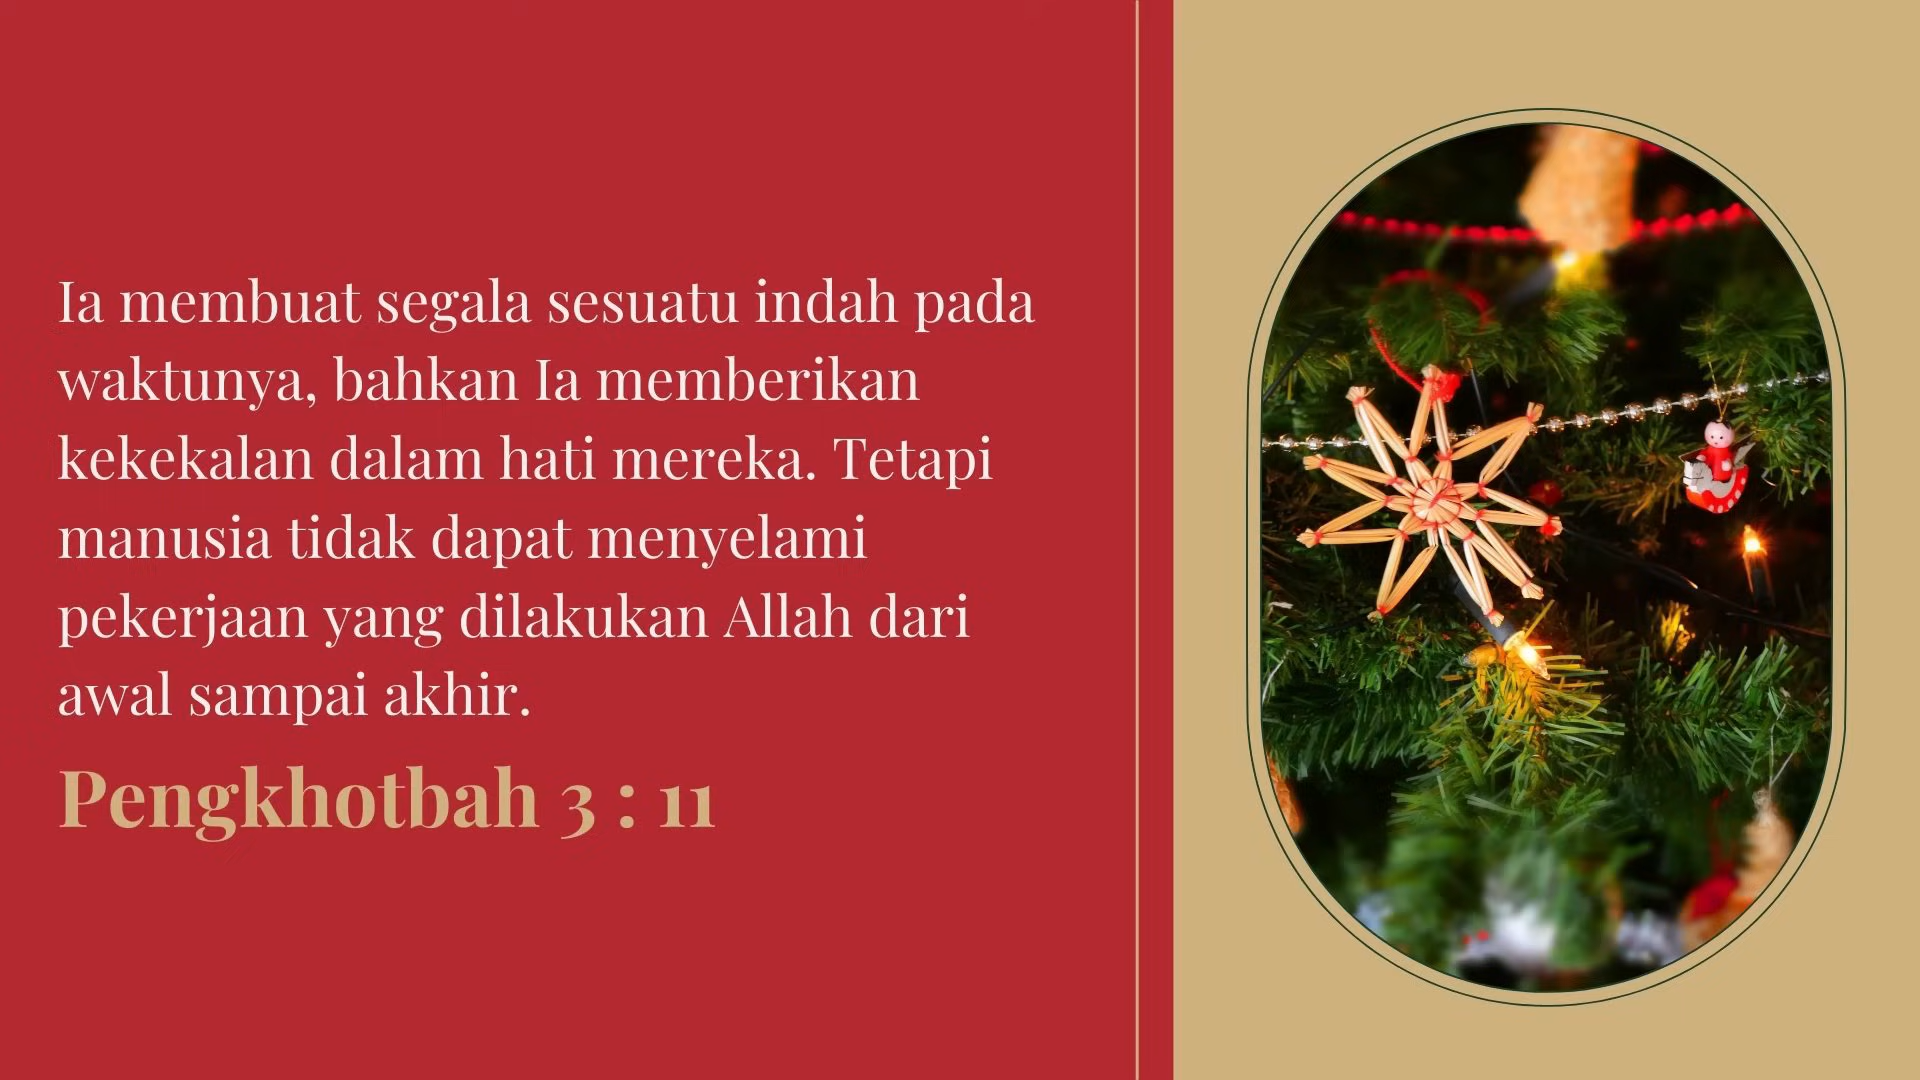 Ia membuat segala sesuatu indah pada
waktunya, bahkan Ia memberikan
kekekalan dalam hati mereka. Tetapi
manusia tidak dapat menyelami
pekerjaan yang dilakukan Allah dari
awal sampai akhir.
Pengkhotbah 3 : 11